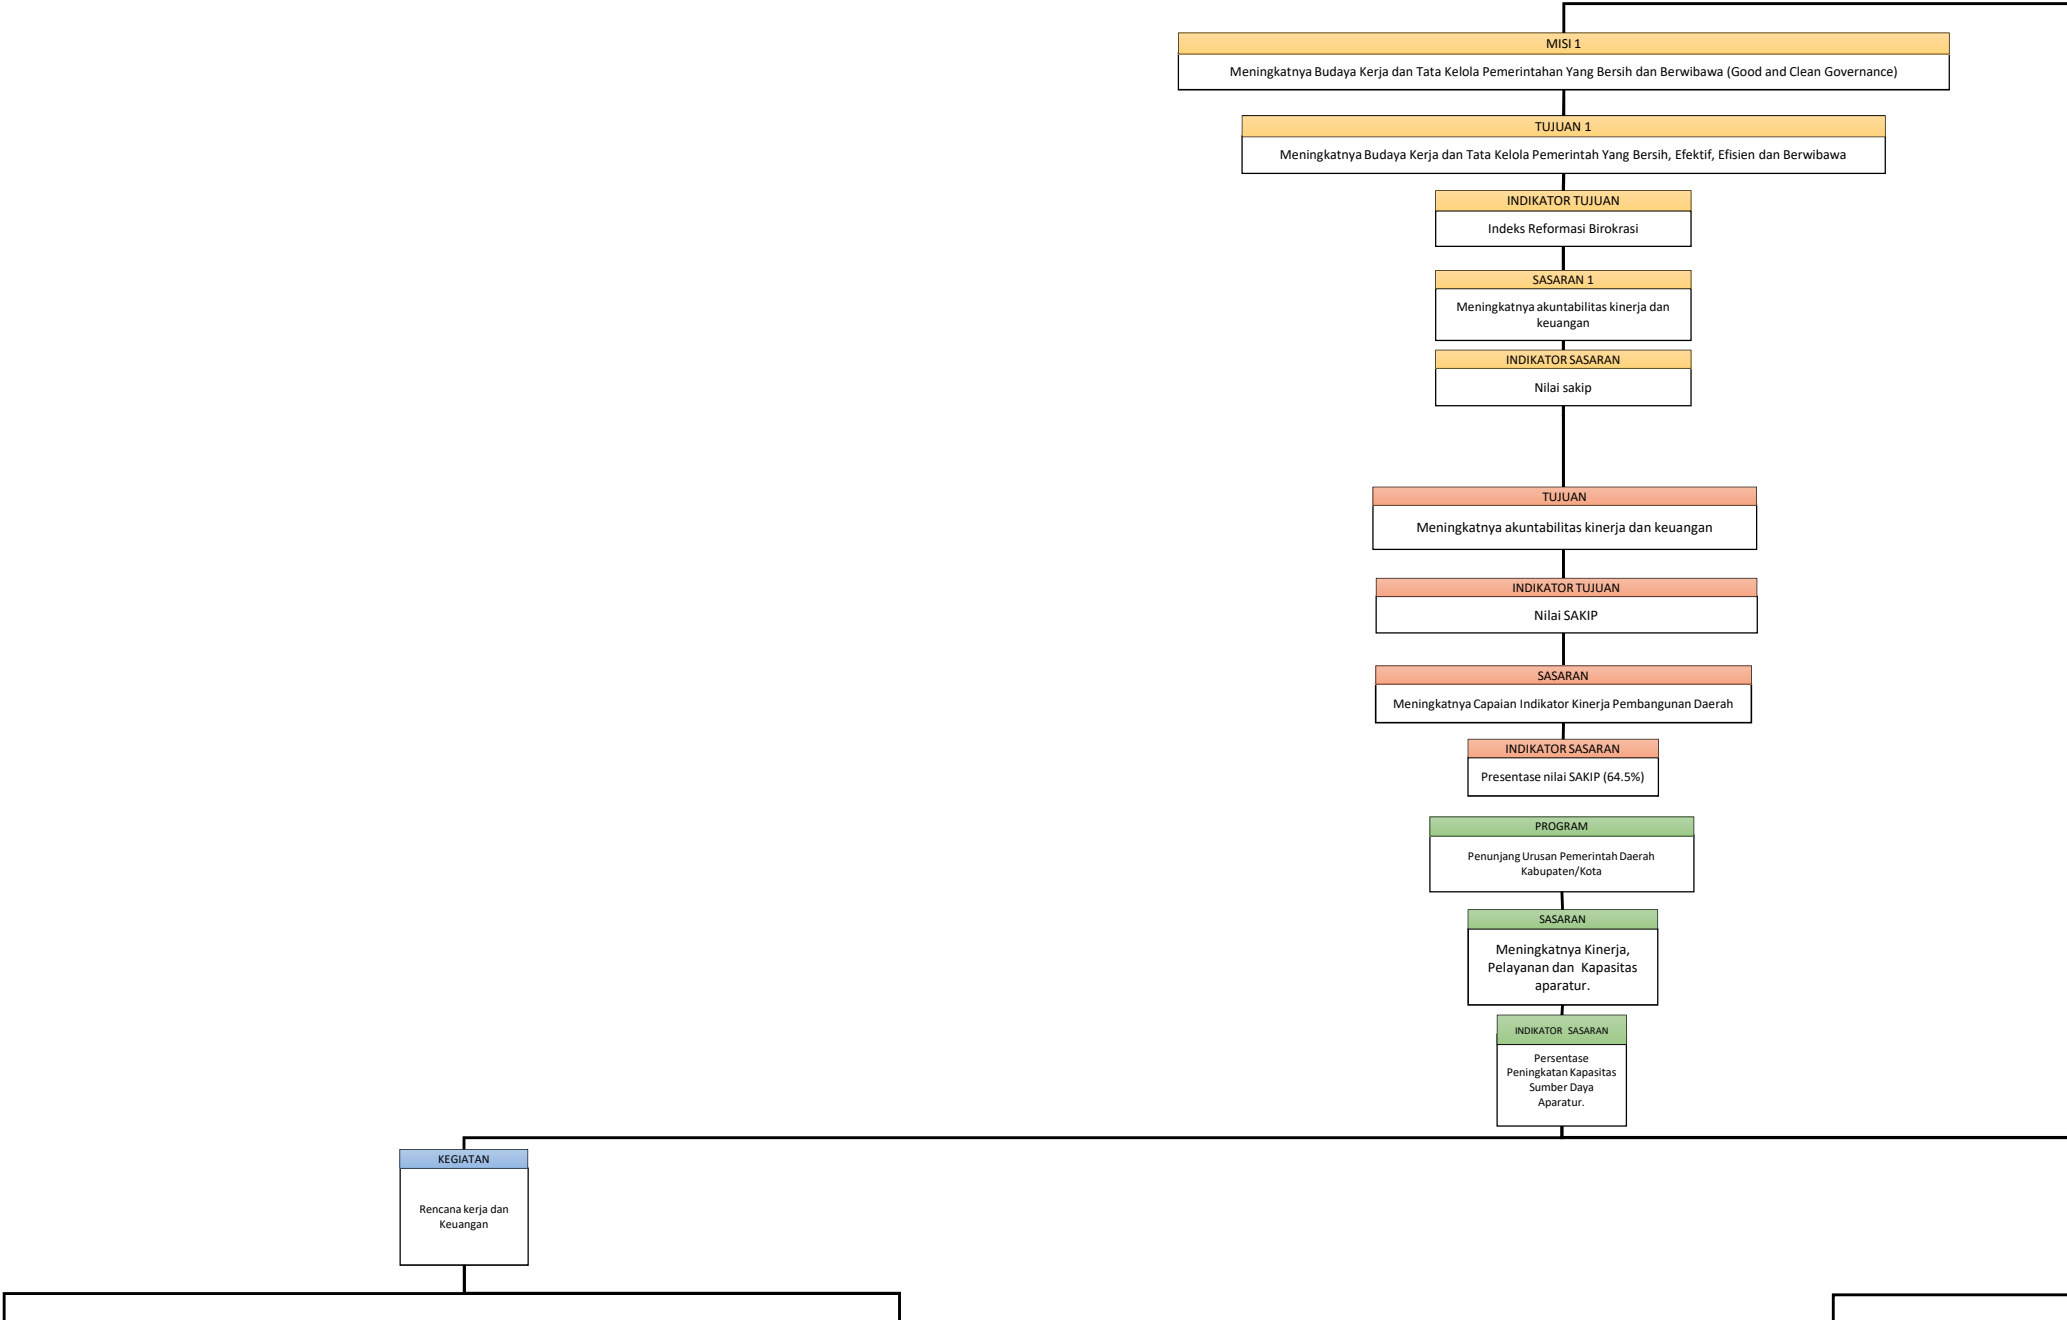 MISI 1
Meningkatnya Budaya Kerja dan Tata Kelola Pemerintahan Yang Bersih dan Berwibawa (Good and Clean Governance)
TUJUAN 1
Meningkatnya Budaya Kerja dan Tata Kelola Pemerintah Yang Bersih, Efektif, Efisien dan Berwibawa
INDIKATOR TUJUAN
Indeks Reformasi Birokrasi
SASARAN 1
Meningkatnya akuntabilitas kinerja dan
keuangan
INDIKATOR SASARAN
Nilai sakip
TUJUAN
Meningkatnya akuntabilitas kinerja dan keuangan
INDIKATOR TUJUAN
Nilai SAKIP
SASARAN
Meningkatnya Capaian Indikator Kinerja Pembangunan Daerah
INDIKATOR SASARAN
Presentase nilai SAKIP (64.5%)
PROGRAM
Penunjang Urusan Pemerintah Daerah
Kabupaten/Kota
SASARAN
Meningkatnya Kinerja,
Pelayanan dan Kapasitas
aparatur.
INDIKATOR SASARAN
Persentase
Peningkatan Kapasitas
Sumber Daya
Aparatur.
KEGIATAN
Rencana kerja dan
Keuangan